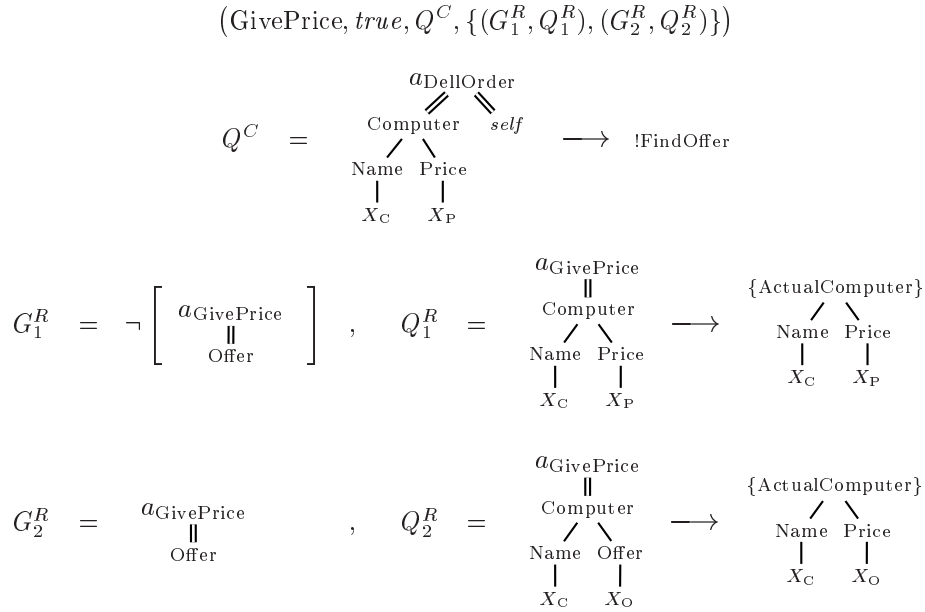 (GivePrice, true, Q^C, {(G_1^R, Q_1^R), (G_2^R, Q_2^R)})
a_DellOrder
Q^C = Computer self ⟶ !FindOffer
Name Price
X_C X_P
a_GivePrice
G_1^R = ¬ [ a_GivePrice Offer ] , Q_1^R = Computer ⟶ {ActualComputer}
Name Price Name Price
X_C X_P X_C X_P
a_GivePrice
G_2^R = a_GivePrice Offer , Q_2^R = Computer ⟶ {ActualComputer}
Name Offer Name Price
X_C X_O X_C X_O